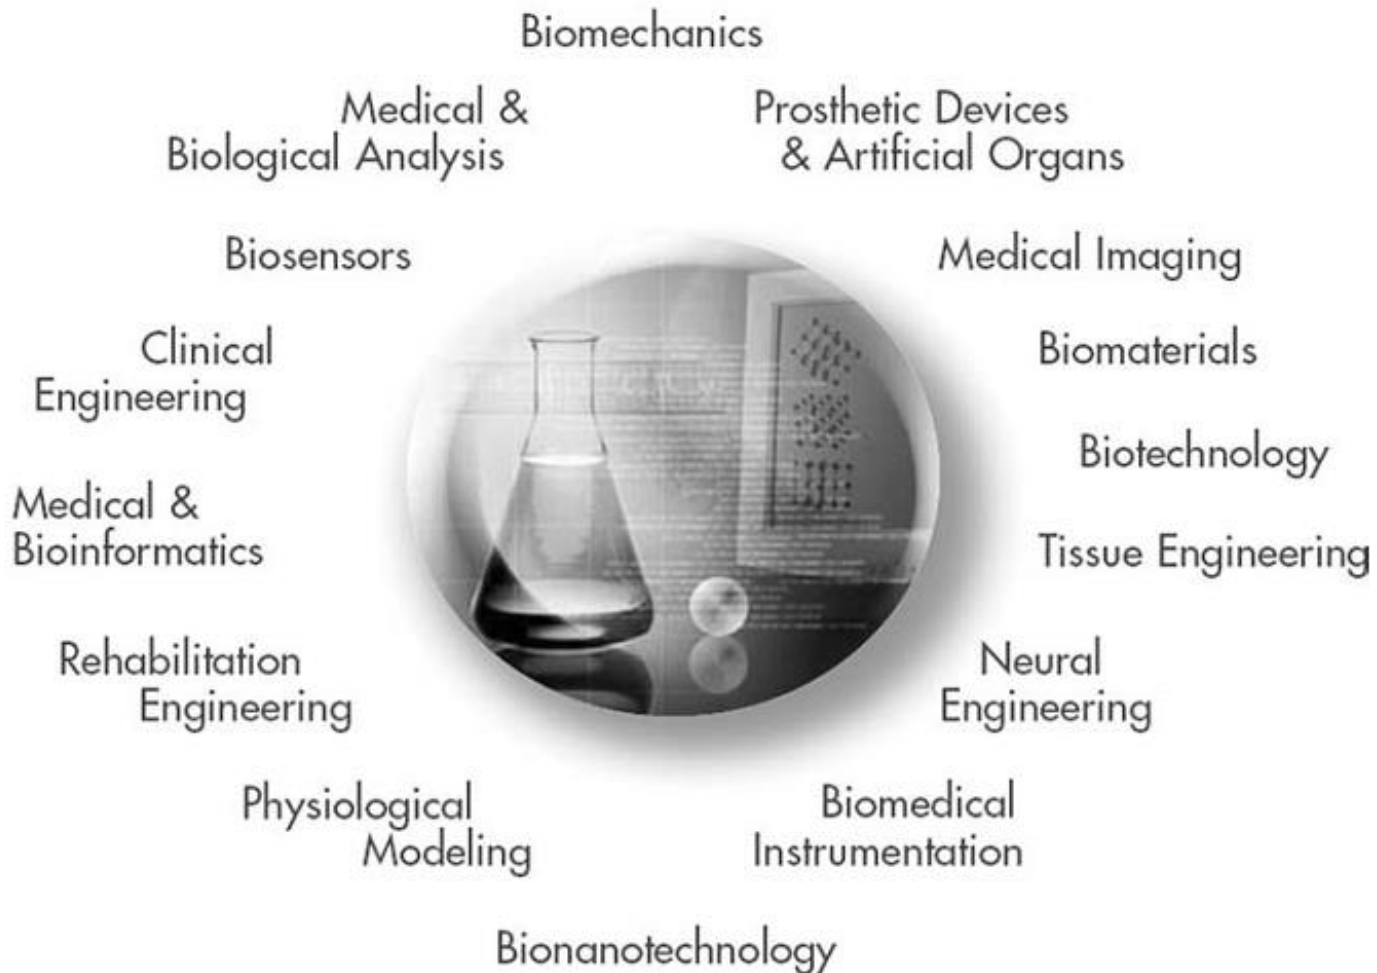 Biomechanics
Medical &
Biological Analysis
Prosthetic Devices
& Artificial Organs
Biosensors
Medical Imaging
Clinical
Engineering
Biomaterials
Biotechnology
Medical &
Bioinformatics
Tissue Engineering
Rehabilitation
Engineering
Neural
Engineering
Physiological
Modeling
Biomedical
Instrumentation
Bionanotechnology